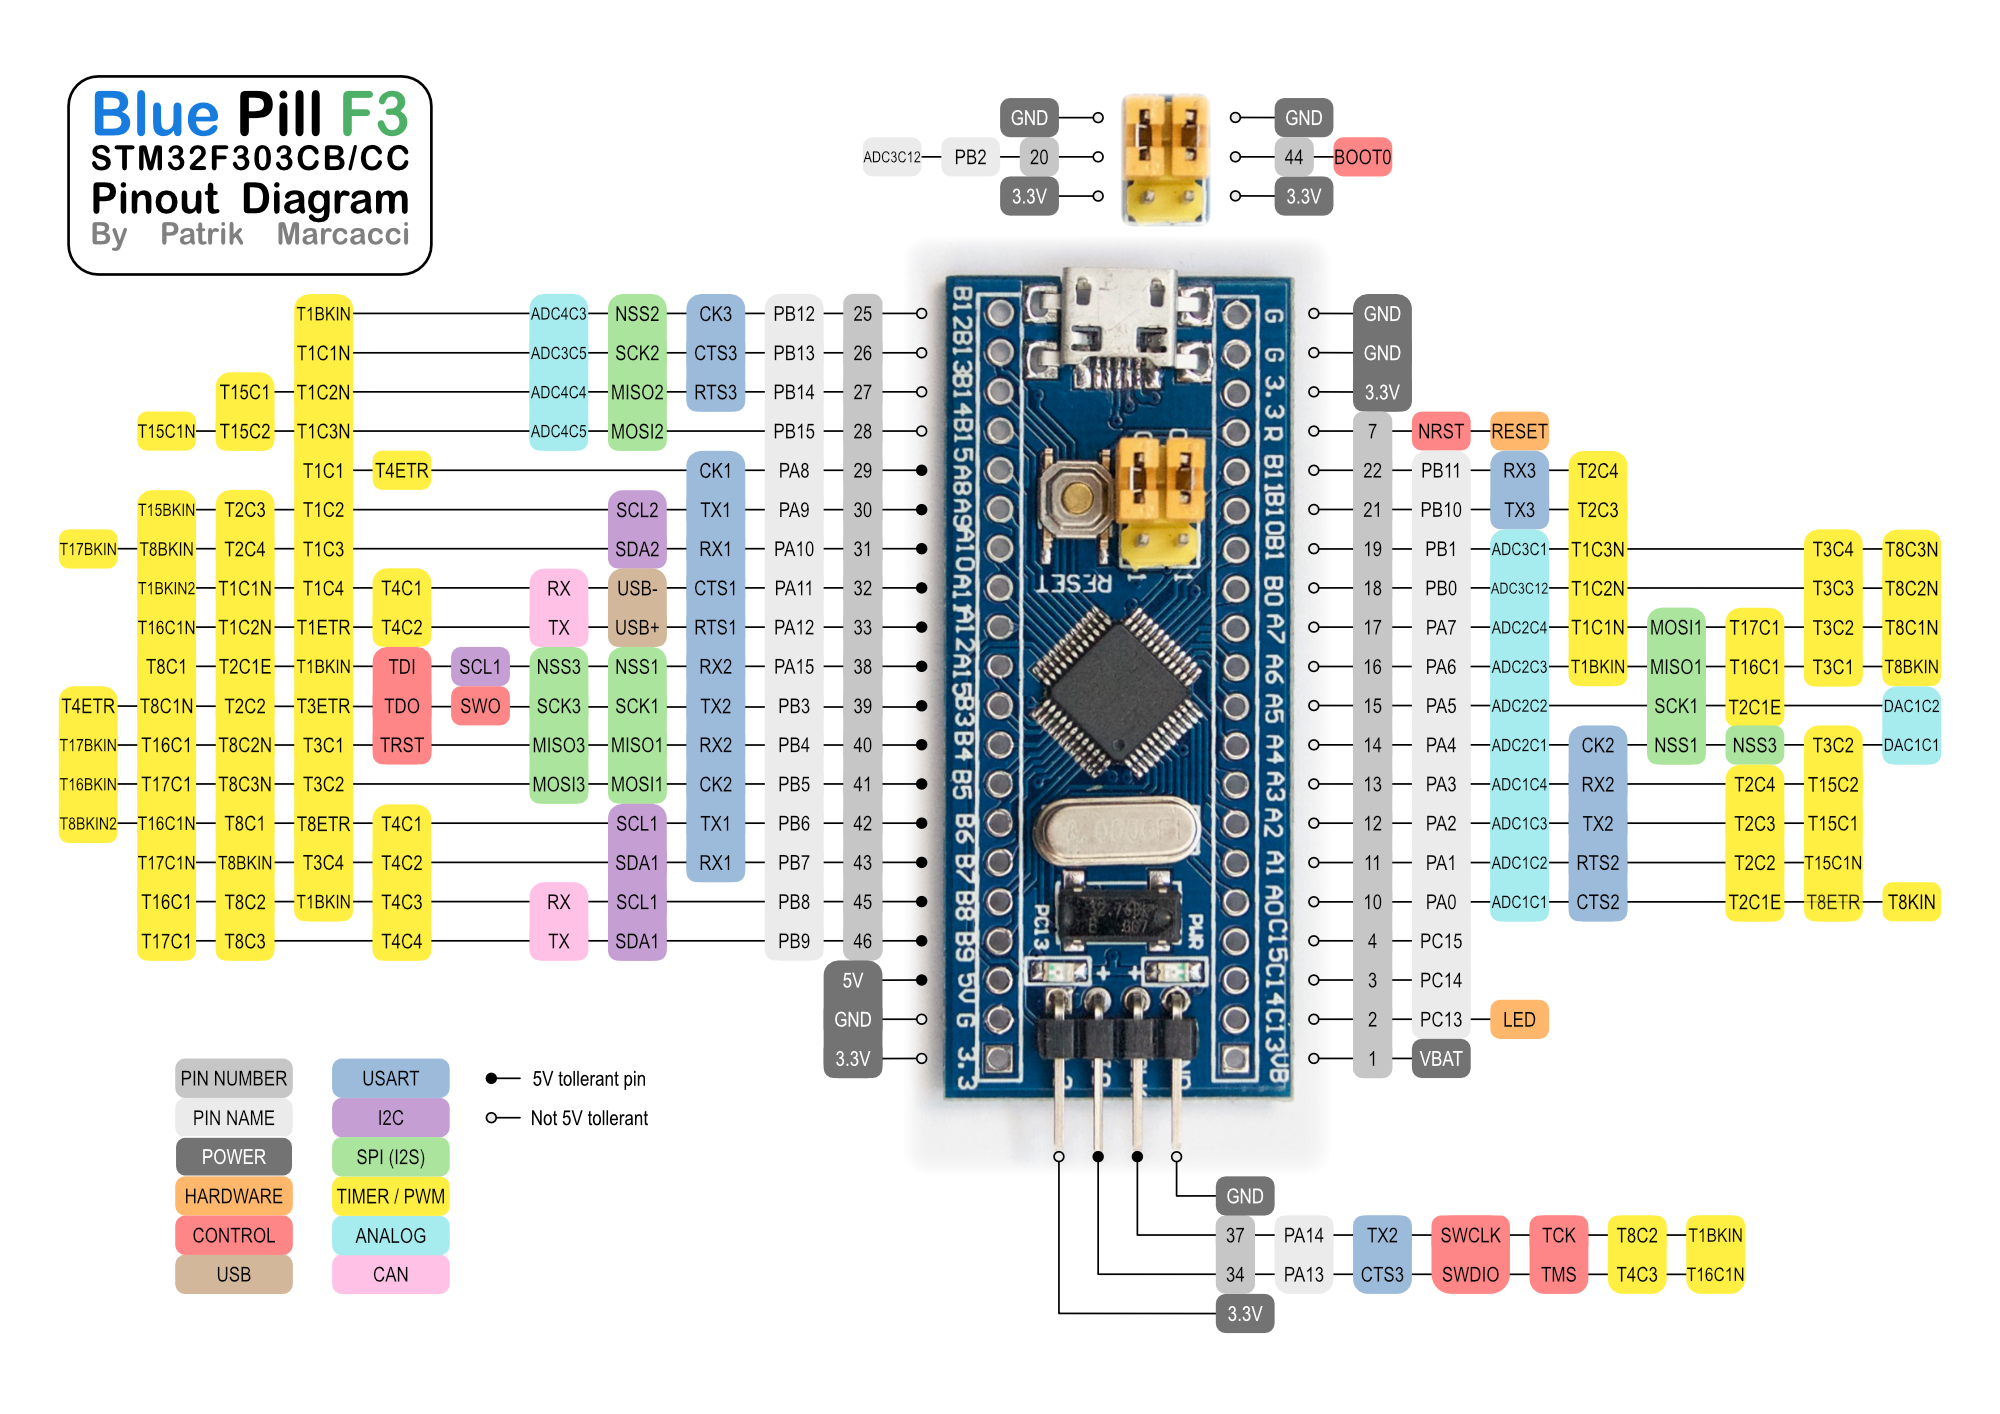 Blue Pill F3
STM32F303CB/CC
Pinout Diagram
By Patrik Marcacci
GND GND
ADC3C12 PB2 20 44 BOOT0
3.3V 3.3V
T1BKIN ADC4C3 NSS2 CK3 PB12 25 GND
T1C1N ADC3C5 SCK2 CTS3 PB13 26 GND
T15C1 T1C2N ADC4C4 MISO2 RTS3 PB14 27 3.3V
T15C1N T15C2 T1C3N ADC4C5 MOSI2 PB15 28 7 NRST RESET
T1C1 T4ETR CK1 PA8 29 22 PB11 RX3 T2C4
T15BKIN T2C3 T1C2 SCL2 TX1 PA9 30 21 PB10 TX3 T2C3
T17BKIN T8BKIN T2C4 T1C3 SDA2 RX1 PA10 31 19 PB1 ADC3C1 T1C3N T3C4 T8C3N
T1BKIN2 T1C1N T1C4 T4C1 RX USB- CTS1 PA11 32 18 PB0 ADC3C12 T1C2N T3C3 T8C2N
T16C1N T1C2N T1ETR T4C2 TX USB+ RTS1 PA12 33 17 PA7 ADC2C4 T1C1N MOSI1 T17C1 T3C2 T8C1N
T8C1 T2C1E T1BKIN TDI SCL1 NSS3 NSS1 RX2 PA15 38 16 PA6 ADC2C3 T1BKIN MISO1 T16C1 T3C1 T8BKIN
T4ETR T8C1N T2C2 T3ETR TDO SWO SCK3 SCK1 TX2 PB3 39 15 PA5 ADC2C2 SCK1 T2C1E DAC1C2
T17BKIN T16C1 T8C2N T3C1 TRST MISO3 MISO1 RX2 PB4 40 14 PA4 ADC2C1 CK2 NSS1 NSS3 T3C2 DAC1C1
T16BKIN T17C1 T8C3N T3C2 MOSI3 MOSI1 CK2 PB5 41 13 PA3 ADC1C4 RX2 T2C4 T15C2
T8BKIN2 T16C1N T8C1 T8ETR T4C1 SCL1 TX1 PB6 42 12 PA2 ADC1C3 TX2 T2C3 T15C1
T17C1N T8BKIN T3C4 T4C2 SDA1 RX1 PB7 43 11 PA1 ADC1C2 RTS2 T2C2 T15C1N
T16C1 T8C2 T1BKIN T4C3 RX SCL1 PB8 45 10 PA0 ADC1C1 CTS2 T2C1E T8ETR T8KIN
T17C1 T8C3 T4C4 TX SDA1 PB9 46 4 PC15
5V 3 PC14
GND 2 PC13 LED
3.3V 1 VBAT
B12 B13 B14 B15 A8 A9 A10 A11 A12 A15 B3 B4 B5 B6 B7 B8 B9 5V G 3.3
G G 3.3 R B11 B10 B1 B0 A7 A6 A5 A4 A3 A2 A1 A0 C15 C14 C13 VB
RESET
1 1
PC13 PWR
+ +
PIN NUMBER USART 5V tollerant pin
PIN NAME I2C Not 5V tollerant
POWER SPI (I2S)
HARDWARE TIMER / PWM
CONTROL ANALOG
USB CAN
GND
37 PA14 TX2 SWCLK TCK T8C2 T1BKIN
34 PA13 CTS3 SWDIO TMS T4C3 T16C1N
3.3V